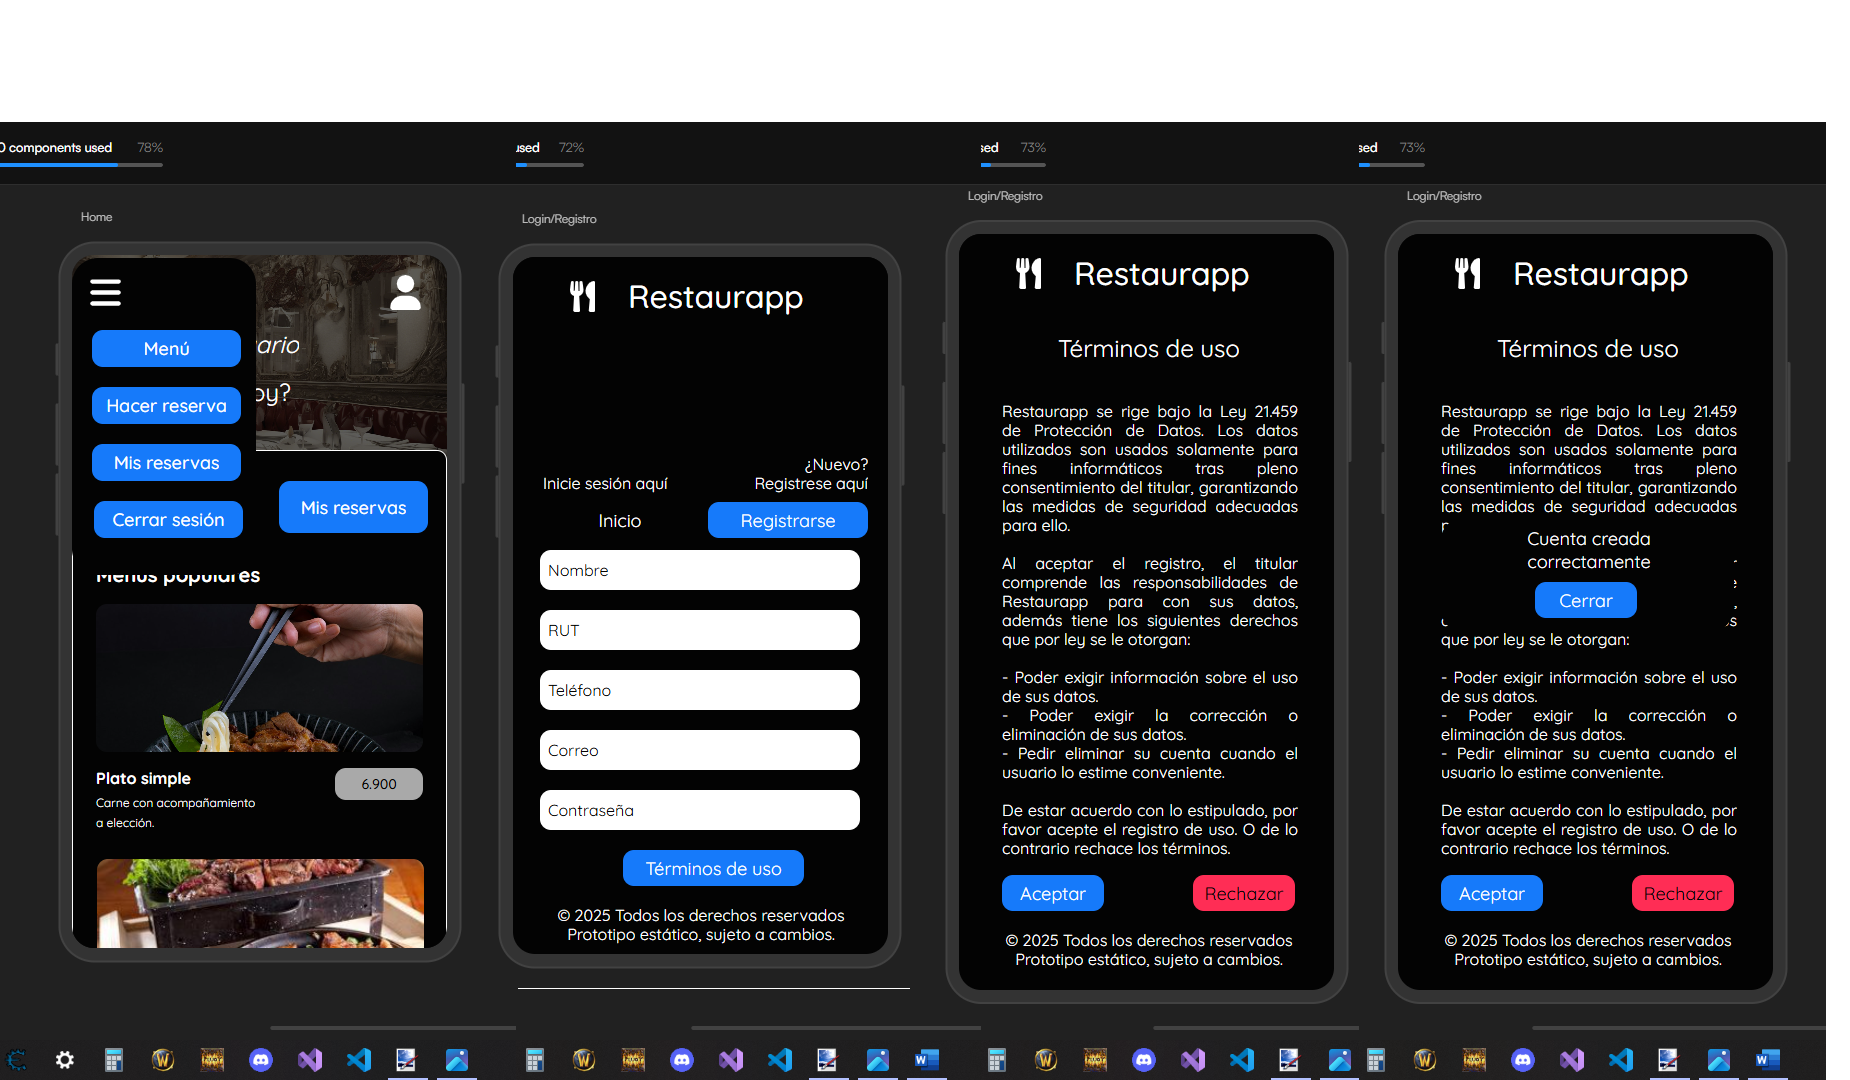 components used 78%
Home
Menú
Hacer reserva
Mis reservas
Cerrar sesión
ario
oy?
Mis reservas
Menús populares
Plato simple
6.900
Carne con acompañamiento
a elección.
used 72%
Login/Registro
Restaurapp
¿Nuevo?
Inicie sesión aquí
Registrese aquí
Inicio
Registrarse
Nombre
RUT
Teléfono
Correo
Contraseña
Términos de uso
© 2025 Todos los derechos reservados
Prototipo estático, sujeto a cambios.
sed 73%
Login/Registro
Restaurapp
Términos de uso
Restaurapp se rige bajo la Ley 21.459
de Protección de Datos. Los datos
utilizados son usados solamente para
fines informáticos tras pleno
consentimiento del titular, garantizando
las medidas de seguridad adecuadas
para ello.
Al aceptar el registro, el titular
comprende las responsabilidades de
Restaurapp para con sus datos,
además tiene los siguientes derechos
que por ley se le otorgan:
- Poder exigir información sobre el uso
de sus datos.
- Poder exigir la corrección o
eliminación de sus datos.
- Pedir eliminar su cuenta cuando el
usuario lo estime conveniente.
De estar acuerdo con lo estipulado, por
favor acepte el registro de uso. O de lo
contrario rechace los términos.
Aceptar
Rechazar
© 2025 Todos los derechos reservados
Prototipo estático, sujeto a cambios.
sed 73%
Login/Registro
Restaurapp
Términos de uso
Restaurapp se rige bajo la Ley 21.459
de Protección de Datos. Los datos
utilizados son usados solamente para
fines informáticos tras pleno
consentimiento del titular, garantizando
las medidas de seguridad adecuadas
Cuenta creada
correctamente
Cerrar
que por ley se le otorgan:
- Poder exigir información sobre el uso
de sus datos.
- Poder exigir la corrección o
eliminación de sus datos.
- Pedir eliminar su cuenta cuando el
usuario lo estime conveniente.
De estar acuerdo con lo estipulado, por
favor acepte el registro de uso. O de lo
contrario rechace los términos.
Aceptar
Rechazar
© 2025 Todos los derechos reservados
Prototipo estático, sujeto a cambios.